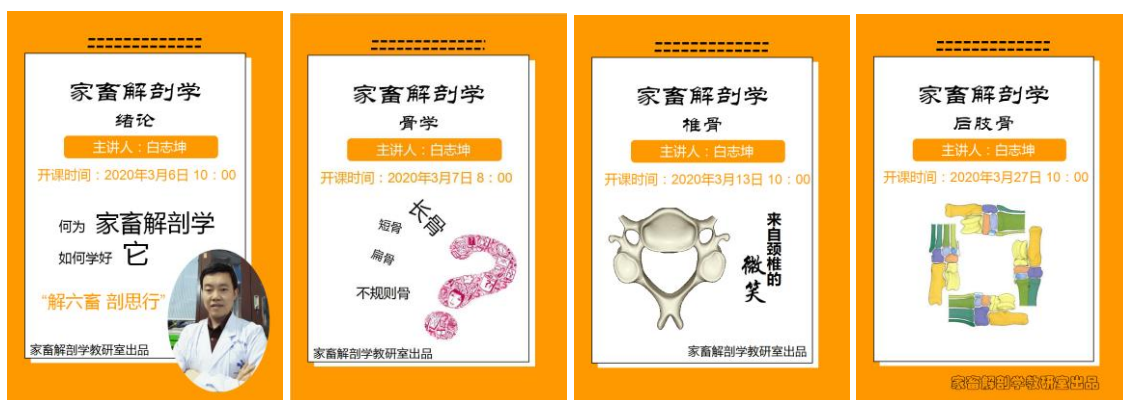 家畜解剖学
绪论
主讲人：白志坤
开课时间：2020年3月6日 10：00
何为 家畜解剖学
如何学好 它
“解六畜 剖思行”
家畜解剖学教研室出品
家畜解剖学
骨学
主讲人：白志坤
开课时间：2020年3月7日 8：00
长骨
短骨
扁骨
不规则骨
家畜解剖学教研室出品
家畜解剖学
椎骨
主讲人：白志坤
开课时间：2020年3月13日 10：00
来自颈椎的
微笑
家畜解剖学教研室出品
家畜解剖学
后肢骨
主讲人：白志坤
开课时间：2020年3月27日 10：00
家畜解剖学教研室出品